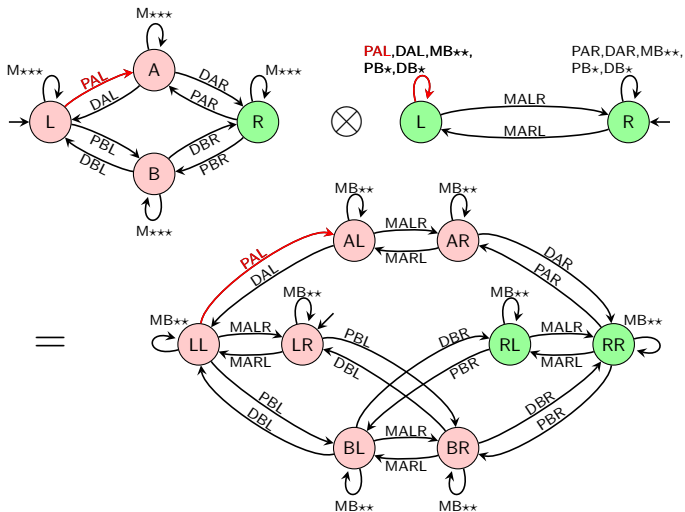 M⋆⋆⋆
PAL,DAL,MB⋆⋆,
PB⋆,DB⋆
PAR,DAR,MB⋆⋆,
PB⋆,DB⋆
M⋆⋆⋆
PAL
A
DAR
M⋆⋆⋆
DAL
PAR
MALR
L
R
⊗
L
R
PBL
DBR
MARL
DBL
B
PBR
M⋆⋆⋆
MB⋆⋆
MB⋆⋆
PAL
AL
MALR
AR
MARL
DAR
DAL
PAR
MB⋆⋆
MB⋆⋆
MB⋆⋆
MB⋆⋆
=
LL
MALR
LR
PBL
DBR
RL
MALR
RR
MARL
DBL
PBR
MARL
PBL
DBR
DBL
PBR
BL
MALR
BR
MARL
MB⋆⋆
MB⋆⋆